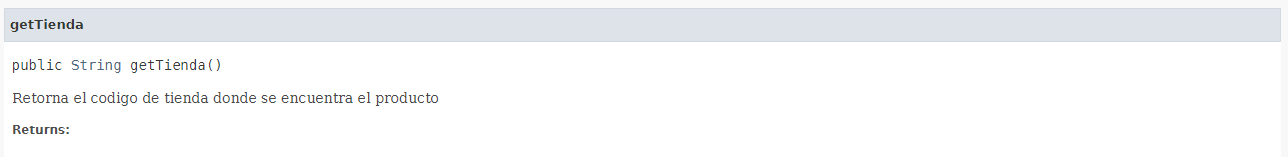 getTienda
public String getTienda()
Retorna el codigo de tienda donde se encuentra el producto
Returns: